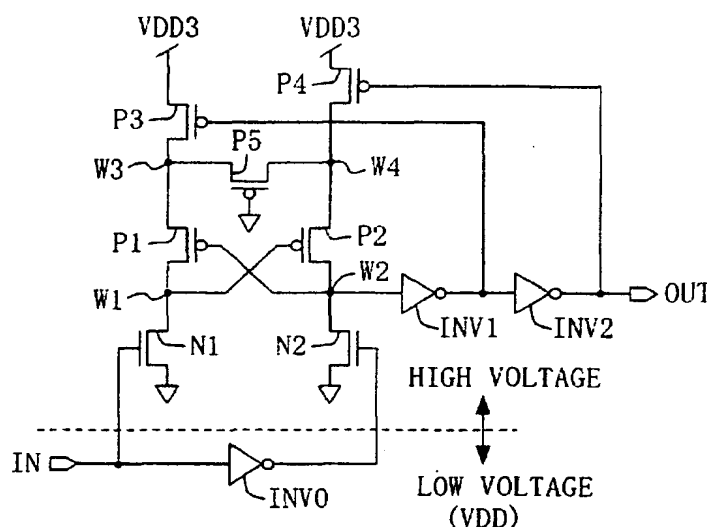 VDD3 VDD3
P4
P3
P5
W3 W4
P1 P2
W1 W2
N1 N2 INV1 INV2 OUT
HIGH VOLTAGE
IN INV0
LOW VOLTAGE
(VDD)